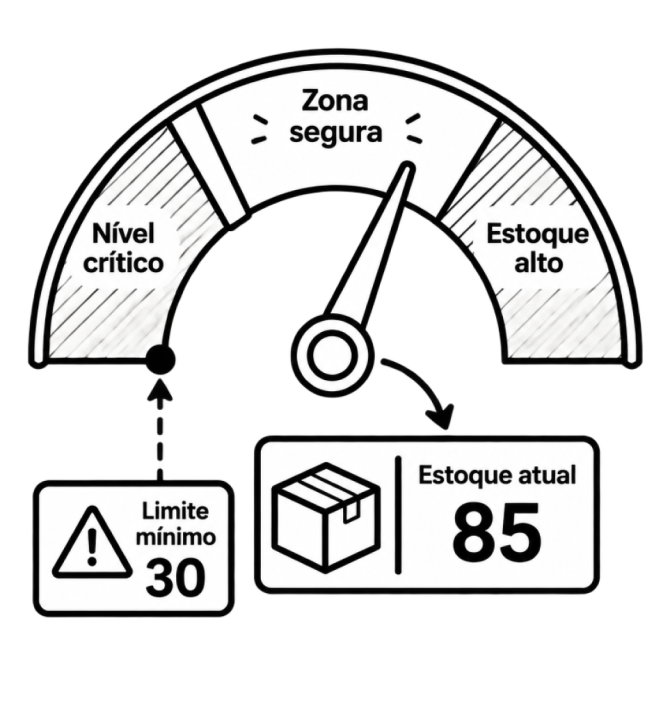 Zona
segura
Nível
crítico
Estoque
alto
Limite
mínimo
30
Estoque atual
85